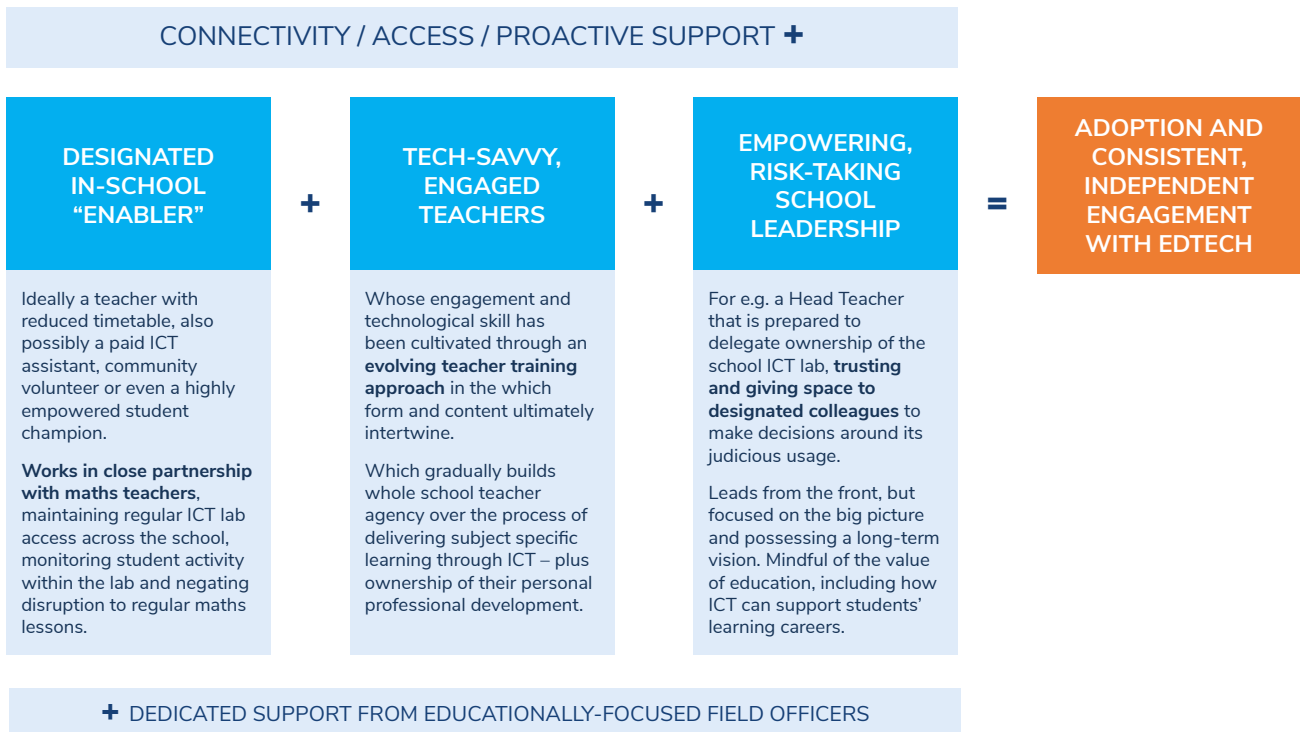 CONNECTIVITY / ACCESS / PROACTIVE SUPPORT +
DESIGNATED
IN-SCHOOL
“ENABLER”
Ideally a teacher with
reduced timetable, also
possibly a paid ICT
assistant, community
volunteer or even a highly
empowered student
champion.
Works in close partnership
with maths teachers,
maintaining regular ICT lab
access across the school,
monitoring student activity
within the lab and negating
disruption to regular maths
lessons.
+
TECH-SAVVY,
ENGAGED
TEACHERS
Whose engagement and
technological skill has
been cultivated through an
evolving teacher training
approach in the which
form and content ultimately
intertwine.
Which gradually builds
whole school teacher
agency over the process of
delivering subject specific
learning through ICT – plus
ownership of their personal
professional development.
+
EMPOWERING,
RISK-TAKING
SCHOOL
LEADERSHIP
For e.g. a Head Teacher
that is prepared to
delegate ownership of the
school ICT lab, trusting
and giving space to
designated colleagues to
make decisions around its
judicious usage.
Leads from the front, but
focused on the big picture
and possessing a long-term
vision. Mindful of the value
of education, including how
ICT can support students’
learning careers.
=
ADOPTION AND
CONSISTENT,
INDEPENDENT
ENGAGEMENT
WITH EDTECH
+ DEDICATED SUPPORT FROM EDUCATIONALLY-FOCUSED FIELD OFFICERS